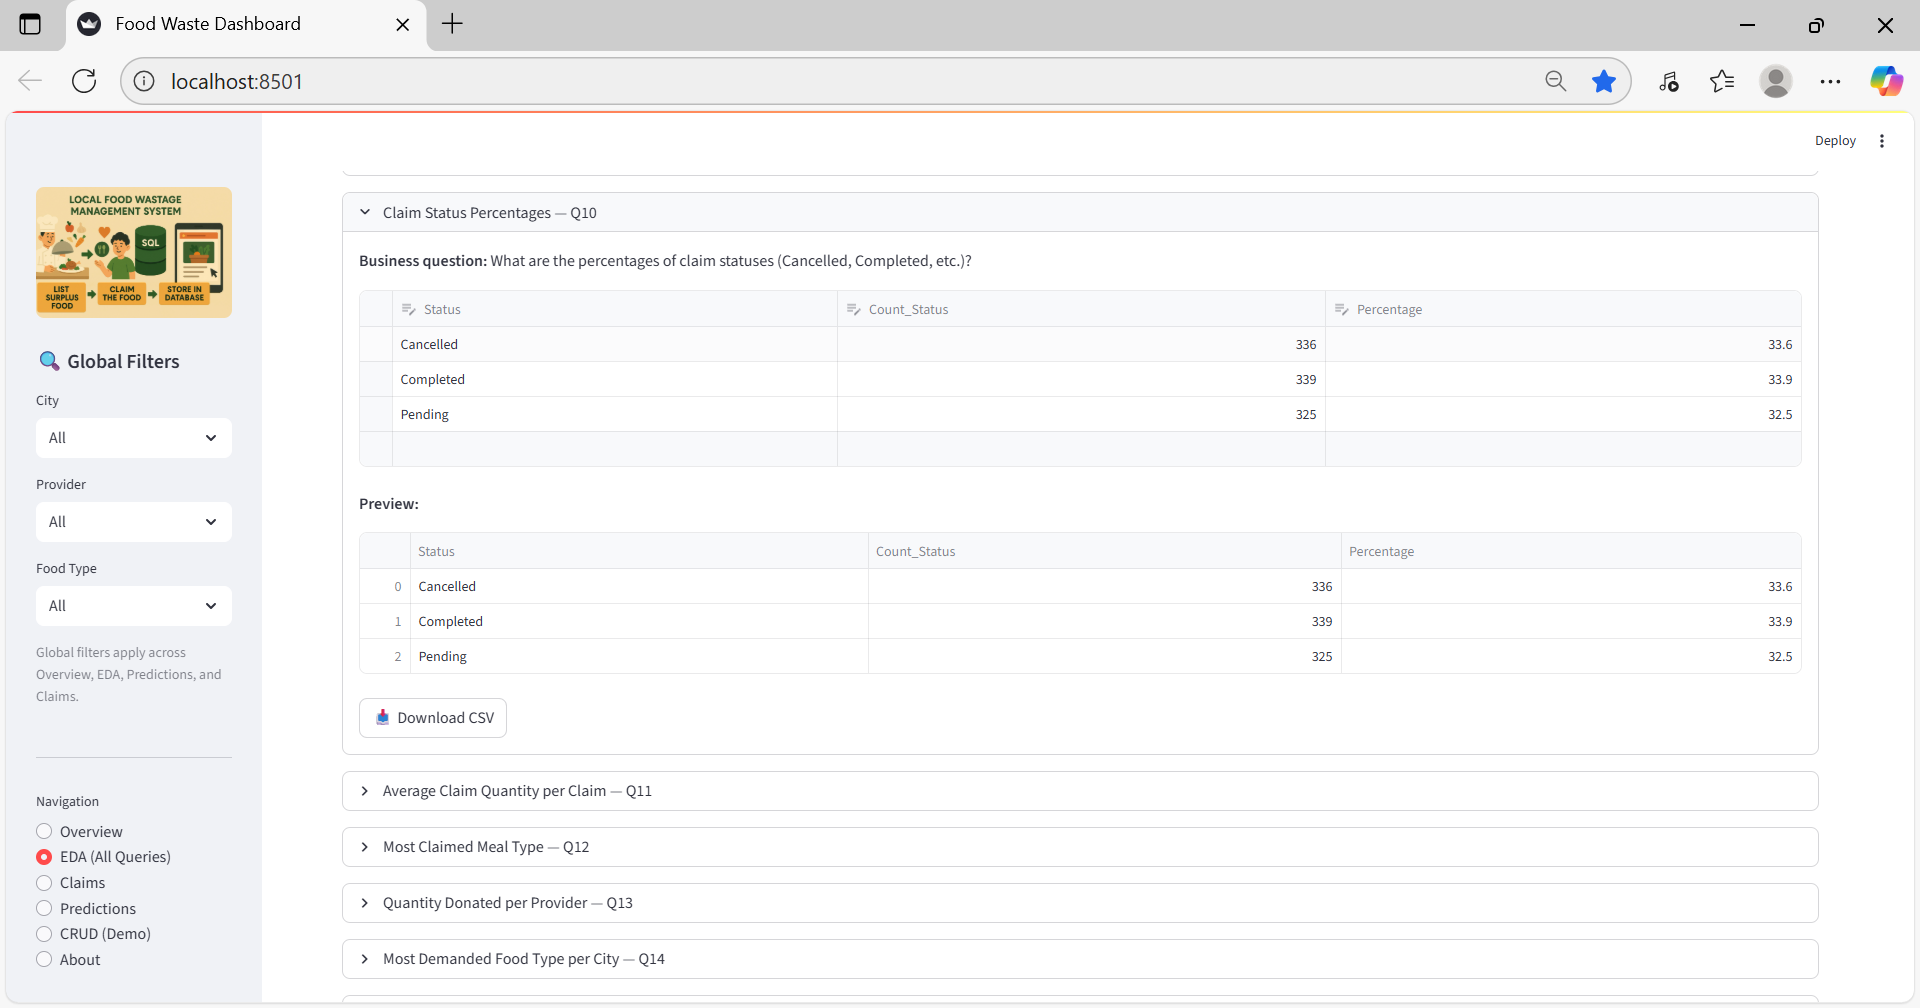 Food Waste Dashboard
localhost:8501
Deploy
LOCAL FOOD WASTAGE
MANAGEMENT SYSTEM
SQL
LIST
SURPLUS
FOOD
CLAIM
THE FOOD
STORE IN
DATABASE
Global Filters
City
All
Provider
All
Food Type
All
Global filters apply across
Overview, EDA, Predictions, and
Claims.
Navigation
Overview
EDA (All Queries)
Claims
Predictions
CRUD (Demo)
About
Claim Status Percentages — Q10
Business question: What are the percentages of claim statuses (Cancelled, Completed, etc.)?
Status Count_Status Percentage
Cancelled 336 33.6
Completed 339 33.9
Pending 325 32.5
Preview:
Status Count_Status Percentage
0 Cancelled 336 33.6
1 Completed 339 33.9
2 Pending 325 32.5
Download CSV
Average Claim Quantity per Claim — Q11
Most Claimed Meal Type — Q12
Quantity Donated per Provider — Q13
Most Demanded Food Type per City — Q14